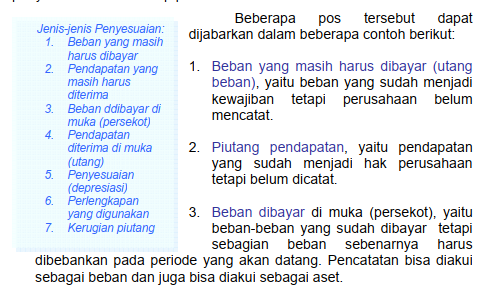 Jenis-jenis Penyesuaian:
1. Beban yang masih
harus dibayar
2. Pendapatan yang
masih harus
diterima
3. Beban ddibayar di
muka (persekot)
4. Pendapatan
diterima di muka
(utang)
5. Penyesuaian
(depresiasi)
6. Perlengkapan
yang digunakan
7. Kerugian piutang
Beberapa pos tersebut dapat
dijabarkan dalam beberapa contoh berikut:
1. Beban yang masih harus dibayar (utang
beban), yaitu beban yang sudah menjadi
kewajiban tetapi perusahaan belum
mencatat.
2. Piutang pendapatan, yaitu pendapatan
yang sudah menjadi hak perusahaan
tetapi belum dicatat.
3. Beban dibayar di muka (persekot), yaitu
beban-beban yang sudah dibayar tetapi
sebagian beban sebenarnya harus
dibebankan pada periode yang akan datang. Pencatatan bisa diakui
sebagai beban dan juga bisa diakui sebagai aset.